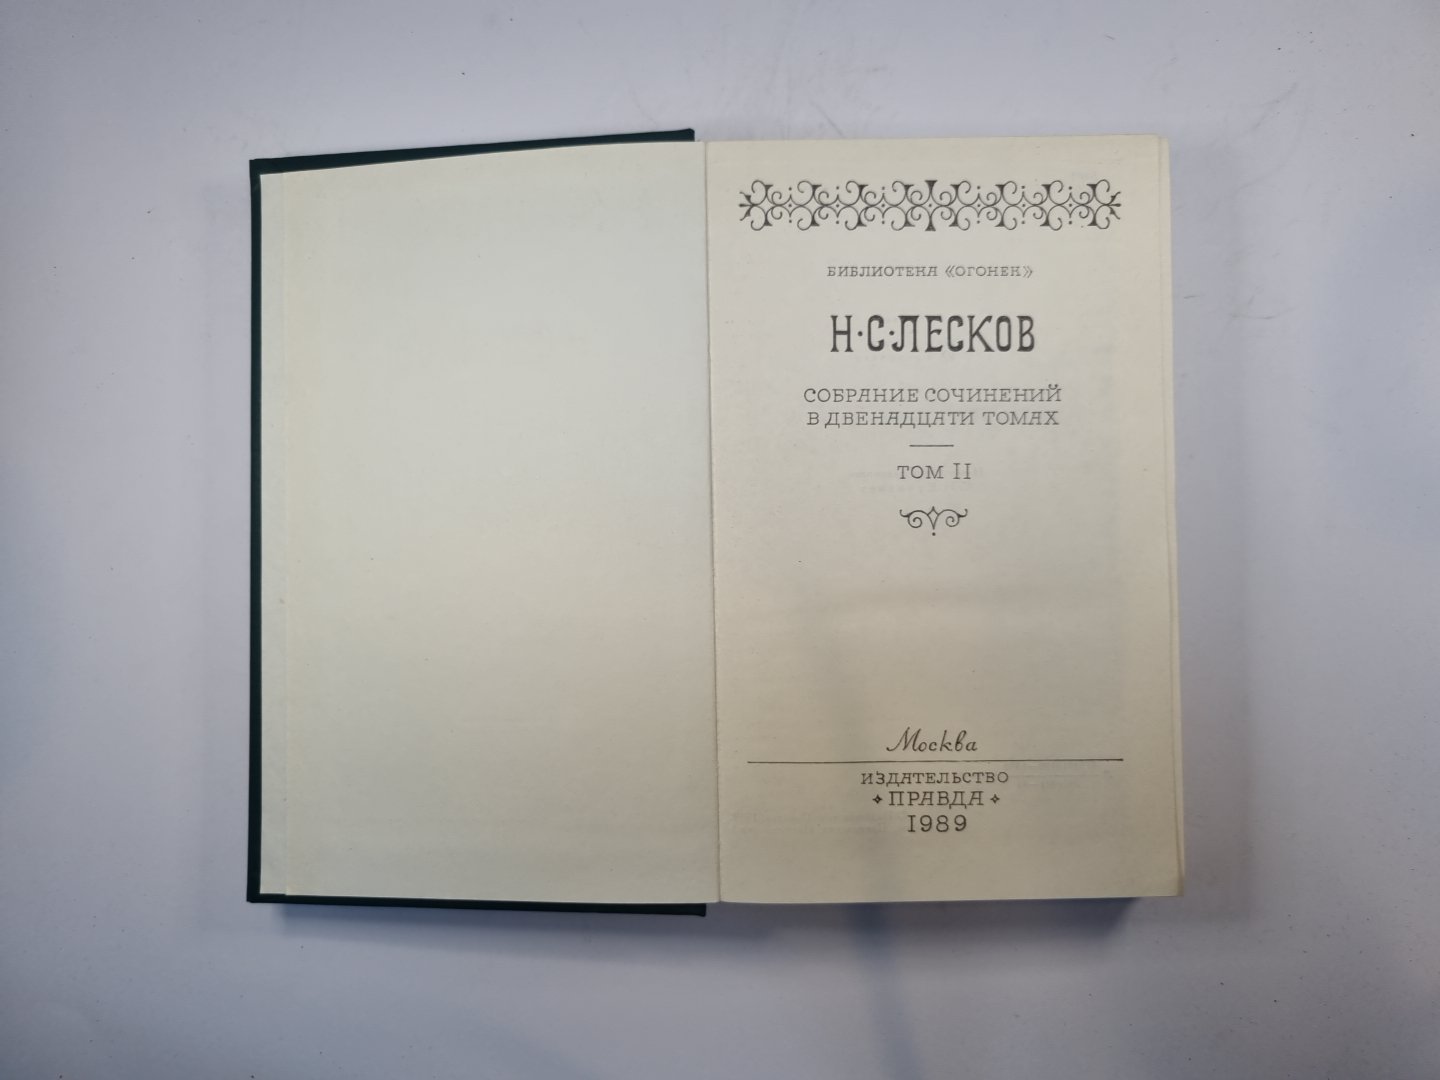 БИБЛИОТЕКА «ОГОНЕК»
Н·С·ЛЕСКОВ
СОБРАНИЕ СОЧИНЕНИЙ
В ДВЕНАДЦАТИ ТОМАХ
ТОМ II
Москва
ИЗДАТЕЛЬСТВО
ПРАВДА
1989